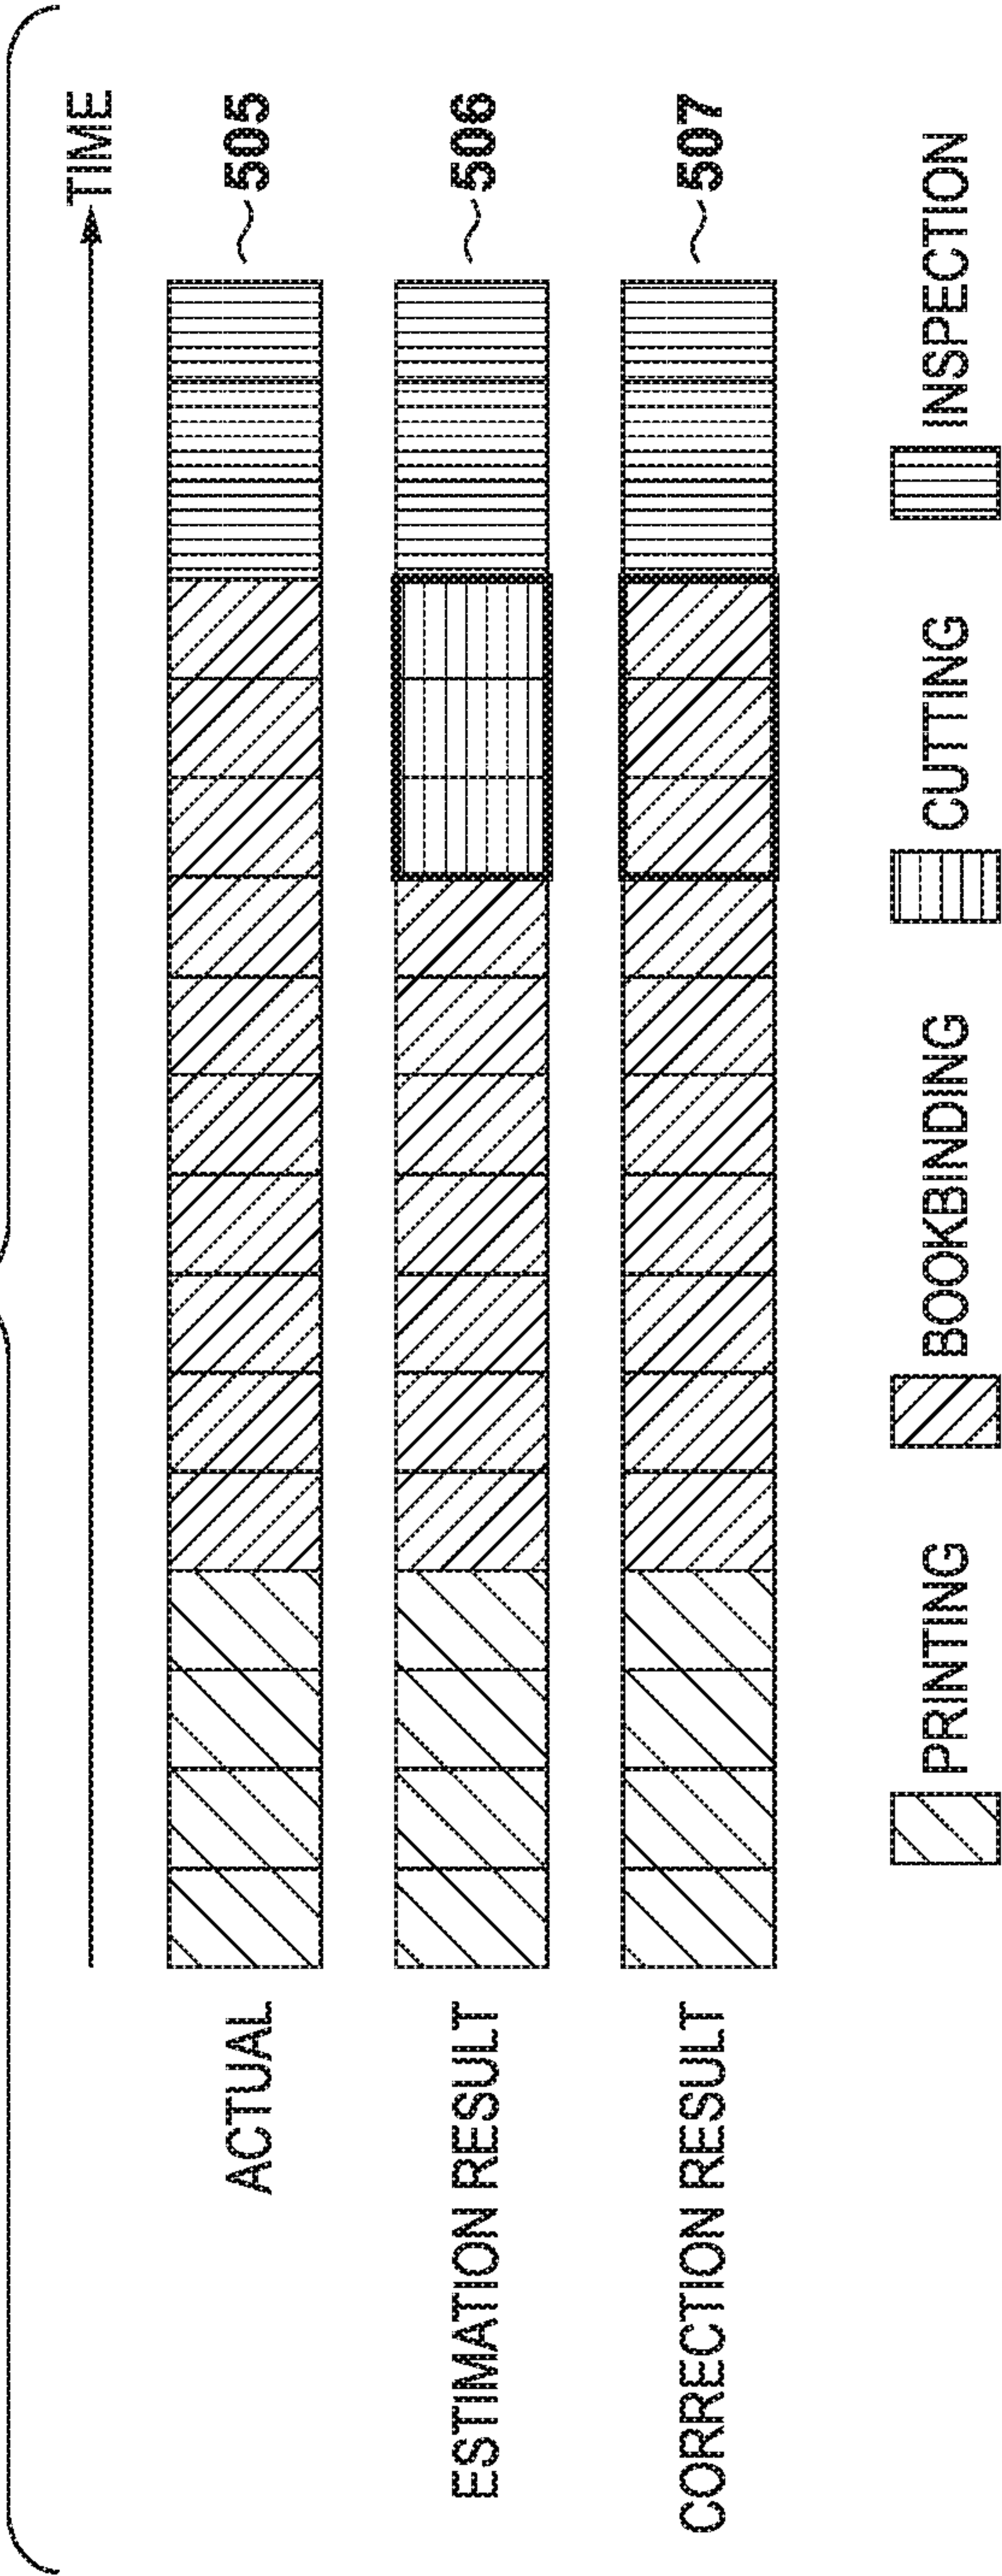 TIME
ACTUAL 505
ESTIMATION RESULT 506
CORRECTION RESULT 507
PRINTING BOOKBINDING CUTTING INSPECTION